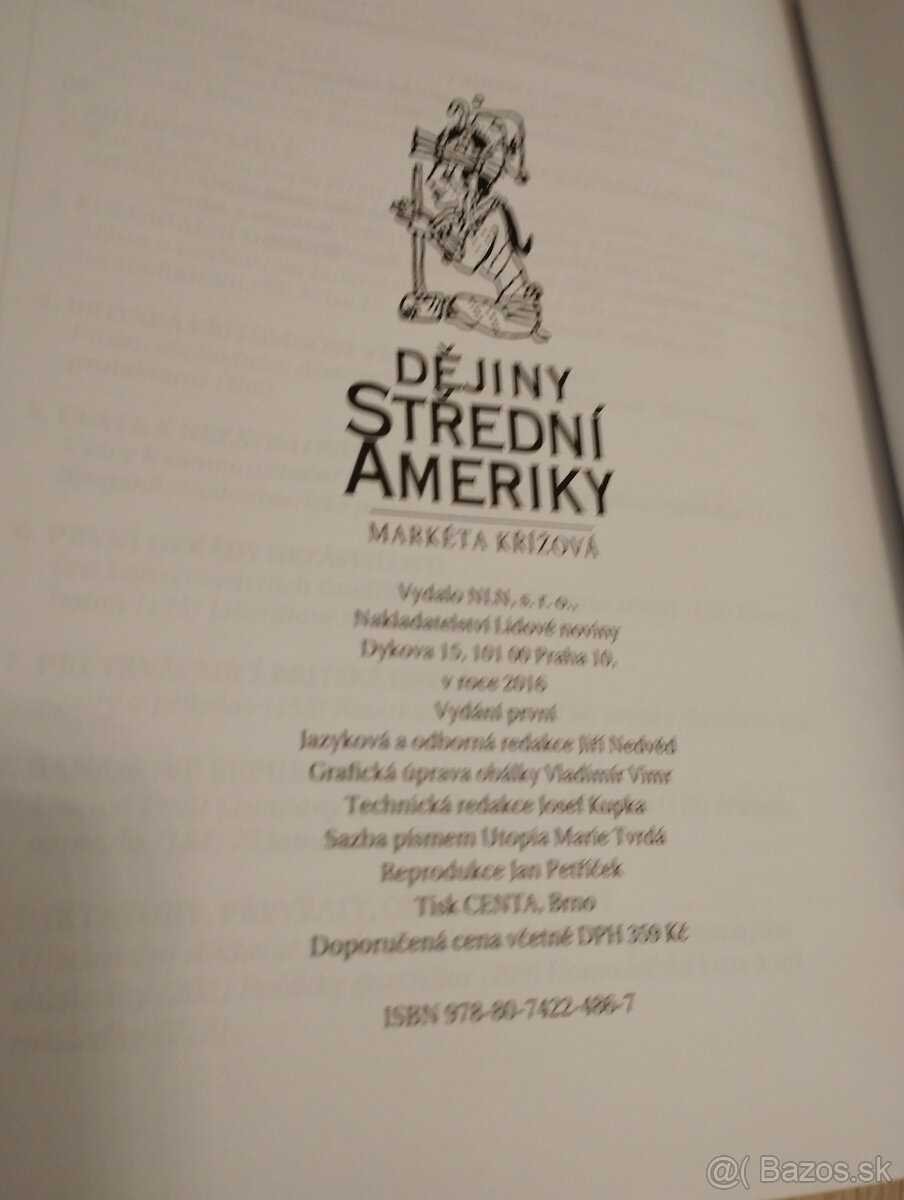 DĚJINY
STŘEDNÍ
AMERIKY
MARKÉTA KŘÍŽOVÁ
Vydalo NLN, s. r. o.,
Nakladatelství Lidové noviny
Dykova 15, 101 00 Praha 10,
v roce 2016
Vydání první
Jazyková a odborná redakce Jiří Nedvěd
Grafická úprava obálky Vladimír Vimr
Technická redakce Josef Kupka
Sazba písmem Utopia Marie Tvrdá
Reprodukce Jan Petříček
Tisk CENTA, Brno
Doporučená cena včetně DPH 359 Kč
ISBN 978-80-7422-486-7
@( Bazos.sk